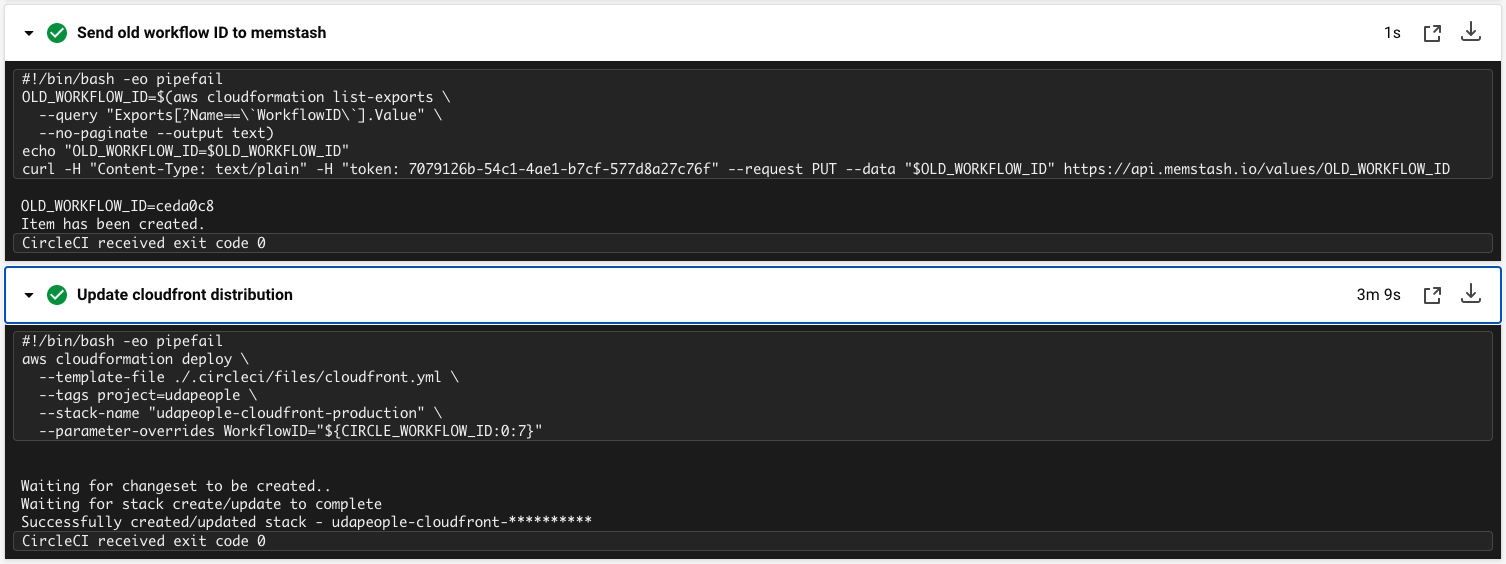 Send old workflow ID to memstash 1s
#!/bin/bash -eo pipefail
OLD_WORKFLOW_ID=$(aws cloudformation list-exports \
--query "Exports[?Name==\`WorkflowID\`].Value" \
--no-paginate --output text)
echo "OLD_WORKFLOW_ID=$OLD_WORKFLOW_ID"
curl -H "Content-Type: text/plain" -H "token: 7079126b-54c1-4ae1-b7cf-577d8a27c76f" --request PUT --data "$OLD_WORKFLOW_ID" https://api.memstash.io/values/OLD_WORKFLOW_ID
OLD_WORKFLOW_ID=ceda0c8
Item has been created.
CircleCI received exit code 0
Update cloudfront distribution 3m 9s
#!/bin/bash -eo pipefail
aws cloudformation deploy \
--template-file ./.circleci/files/cloudfront.yml \
--tags project=udapeople \
--stack-name "udapeople-cloudfront-production" \
--parameter-overrides WorkflowID="${CIRCLE_WORKFLOW_ID:0:7}"
Waiting for changeset to be created..
Waiting for stack create/update to complete
Successfully created/updated stack - udapeople-cloudfront-**********
CircleCI received exit code 0